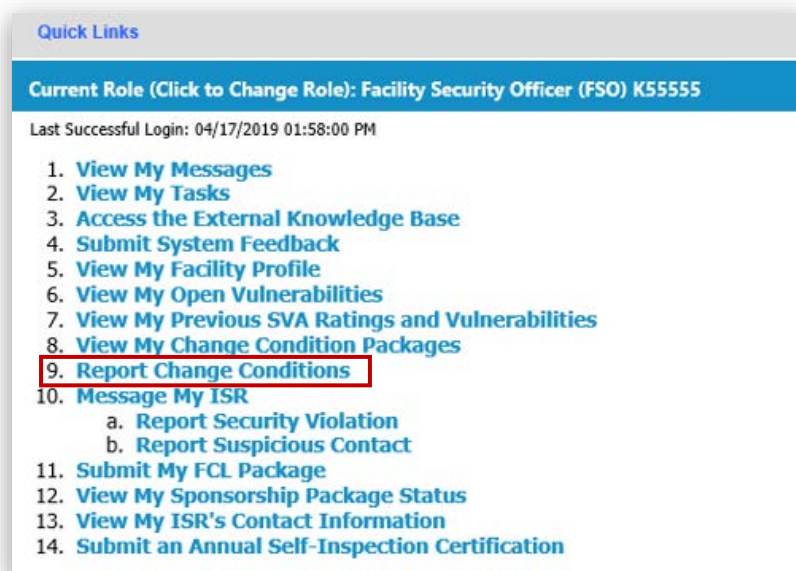 Quick Links
Current Role (Click to Change Role): Facility Security Officer (FSO) K55555
Last Successful Login: 04/17/2019 01:58:00 PM
1. View My Messages
2. View My Tasks
3. Access the External Knowledge Base
4. Submit System Feedback
5. View My Facility Profile
6. View My Open Vulnerabilities
7. View My Previous SVA Ratings and Vulnerabilities
8. View My Change Condition Packages
9. Report Change Conditions
10. Message My ISR
a. Report Security Violation
b. Report Suspicious Contact
11. Submit My FCL Package
12. View My Sponsorship Package Status
13. View My ISR's Contact Information
14. Submit an Annual Self-Inspection Certification